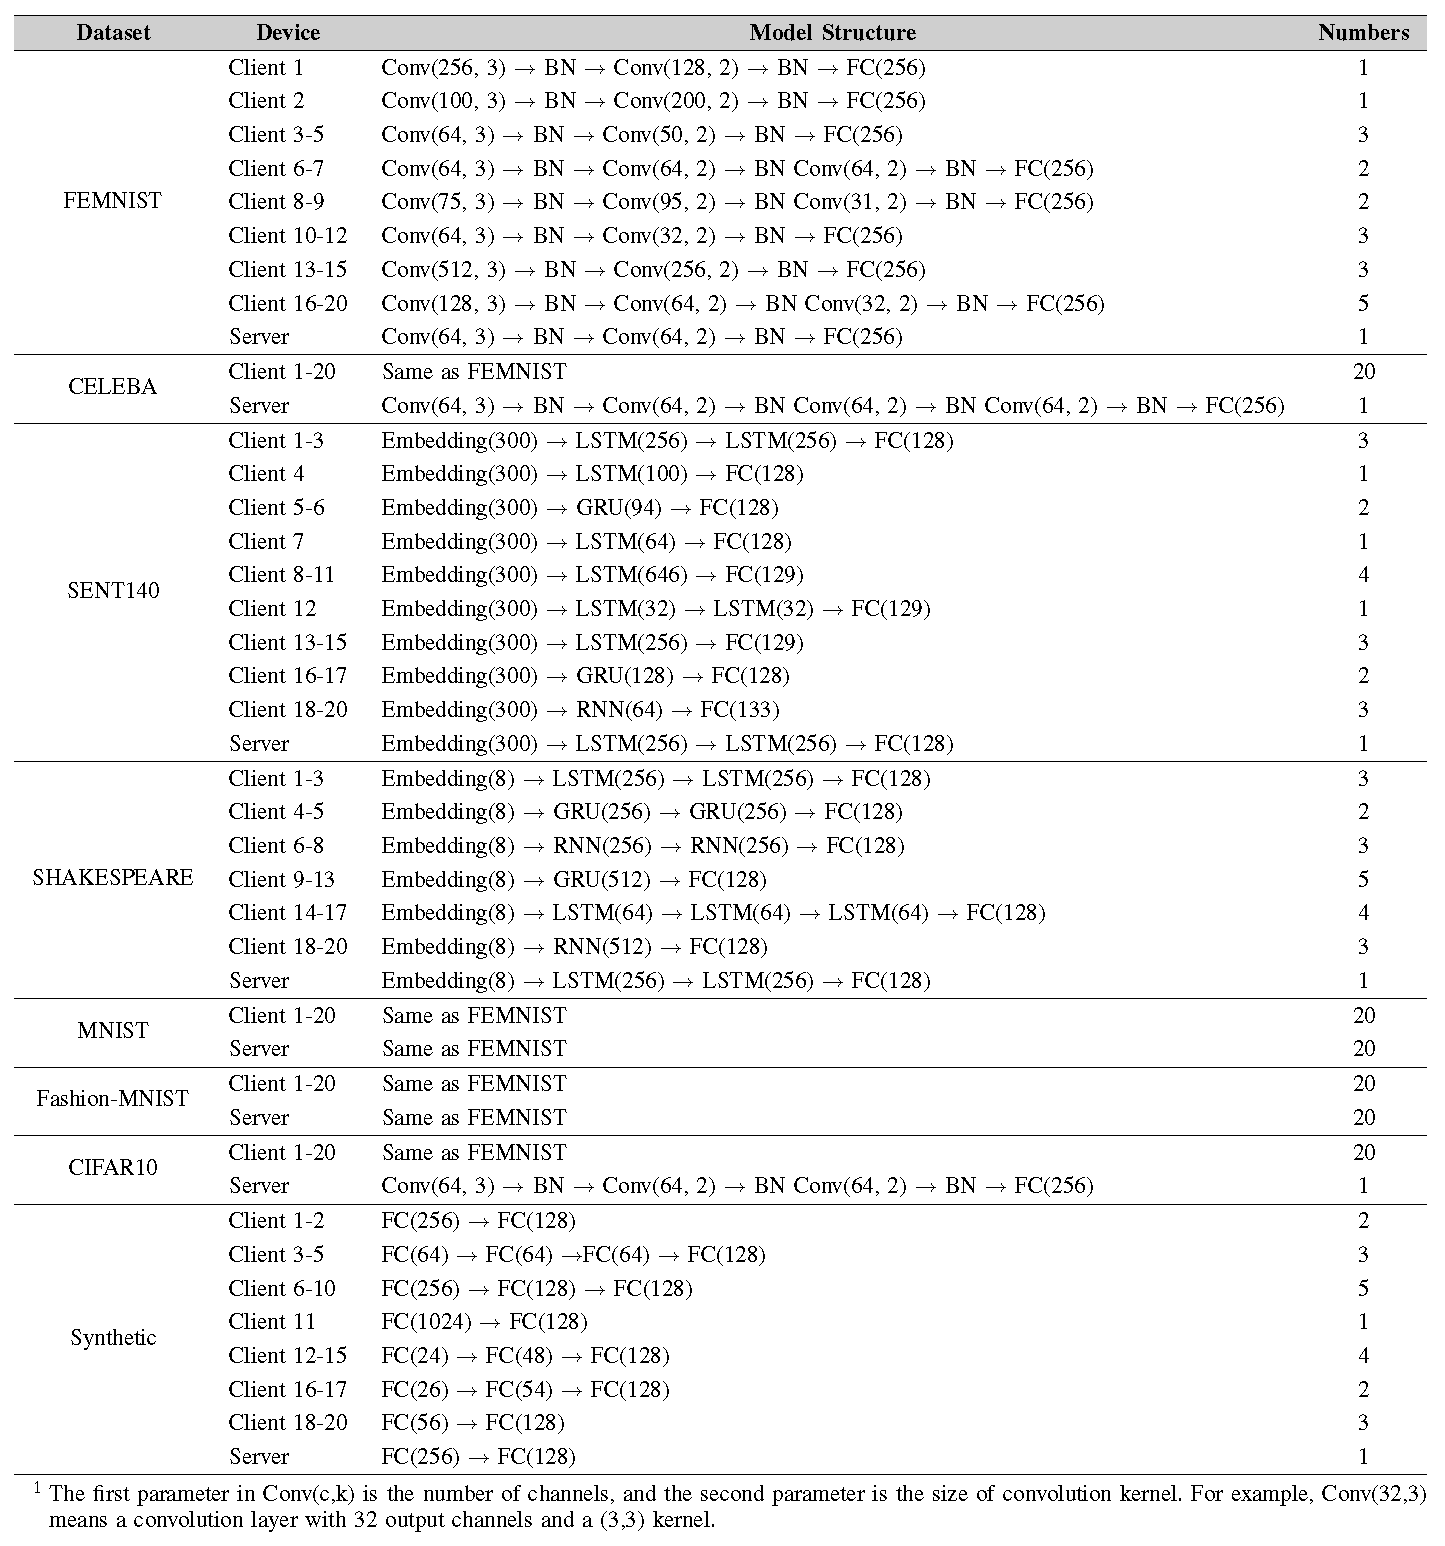 Dataset Device Model Structure Numbers
Client 1 Conv(256, 3) → BN → Conv(128, 2) → BN → FC(256) 1
Client 2 Conv(100, 3) → BN → Conv(200, 2) → BN → FC(256) 1
Client 3-5 Conv(64, 3) → BN → Conv(50, 2) → BN → FC(256) 3
Client 6-7 Conv(64, 3) → BN → Conv(64, 2) → BN Conv(64, 2) → BN → FC(256) 2
FEMNIST Client 8-9 Conv(75, 3) → BN → Conv(95, 2) → BN Conv(31, 2) → BN → FC(256) 2
Client 10-12 Conv(64, 3) → BN → Conv(32, 2) → BN → FC(256) 3
Client 13-15 Conv(512, 3) → BN → Conv(256, 2) → BN → FC(256) 3
Client 16-20 Conv(128, 3) → BN → Conv(64, 2) → BN Conv(32, 2) → BN → FC(256) 5
Server Conv(64, 3) → BN → Conv(64, 2) → BN → FC(256) 1
CELEBA Client 1-20 Same as FEMNIST 20
Server Conv(64, 3) → BN → Conv(64, 2) → BN Conv(64, 2) → BN Conv(64, 2) → BN → FC(256) 1
Client 1-3 Embedding(300) → LSTM(256) → LSTM(256) → FC(128) 3
Client 4 Embedding(300) → LSTM(100) → FC(128) 1
Client 5-6 Embedding(300) → GRU(94) → FC(128) 2
Client 7 Embedding(300) → LSTM(64) → FC(128) 1
SENT140 Client 8-11 Embedding(300) → LSTM(646) → FC(129) 4
Client 12 Embedding(300) → LSTM(32) → LSTM(32) → FC(129) 1
Client 13-15 Embedding(300) → LSTM(256) → FC(129) 3
Client 16-17 Embedding(300) → GRU(128) → FC(128) 2
Client 18-20 Embedding(300) → RNN(64) → FC(133) 3
Server Embedding(300) → LSTM(256) → LSTM(256) → FC(128) 1
Client 1-3 Embedding(8) → LSTM(256) → LSTM(256) → FC(128) 3
Client 4-5 Embedding(8) → GRU(256) → GRU(256) → FC(128) 2
Client 6-8 Embedding(8) → RNN(256) → RNN(256) → FC(128) 3
SHAKESPEARE Client 9-13 Embedding(8) → GRU(512) → FC(128) 5
Client 14-17 Embedding(8) → LSTM(64) → LSTM(64) → LSTM(64) → FC(128) 4
Client 18-20 Embedding(8) → RNN(512) → FC(128) 3
Server Embedding(8) → LSTM(256) → LSTM(256) → FC(128) 1
MNIST Client 1-20 Same as FEMNIST 20
Server Same as FEMNIST 20
Fashion-MNIST Client 1-20 Same as FEMNIST 20
Server Same as FEMNIST 20
CIFAR10 Client 1-20 Same as FEMNIST 20
Server Conv(64, 3) → BN → Conv(64, 2) → BN Conv(64, 2) → BN → FC(256) 1
Client 1-2 FC(256) → FC(128) 2
Client 3-5 FC(64) → FC(64) →FC(64) → FC(128) 3
Client 6-10 FC(256) → FC(128) → FC(128) 5
Synthetic Client 11 FC(1024) → FC(128) 1
Client 12-15 FC(24) → FC(48) → FC(128) 4
Client 16-17 FC(26) → FC(54) → FC(128) 2
Client 18-20 FC(56) → FC(128) 3
Server FC(256) → FC(128) 1
1 The first parameter in Conv(c,k) is the number of channels, and the second parameter is the size of convolution kernel. For example, Conv(32,3)
means a convolution layer with 32 output channels and a (3,3) kernel.